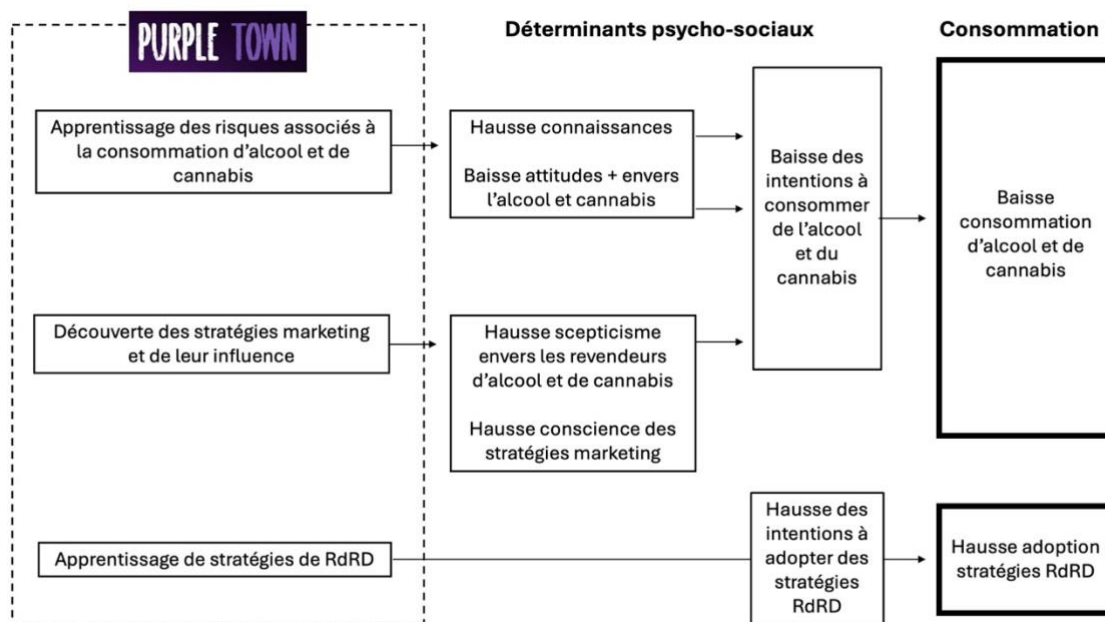 PURPLE TOWN
Déterminants psycho-sociaux
Consommation
Apprentissage des risques associés à
la consommation d'alcool et de
cannabis
Hausse connaissances
Baisse attitudes + envers
l'alcool et cannabis
Baisse des
intentions à
consommer
de l'alcool
et du
cannabis
Baisse
consommation
d'alcool et de
cannabis
Découverte des stratégies marketing
et de leur influence
Hausse scepticisme
envers les revendeurs
d'alcool et de cannabis
Hausse conscience des
stratégies marketing
Apprentissage de stratégies de RdRD
Hausse des
intentions à
adopter des
stratégies
RdRD
Hausse adoption
stratégies RdRD